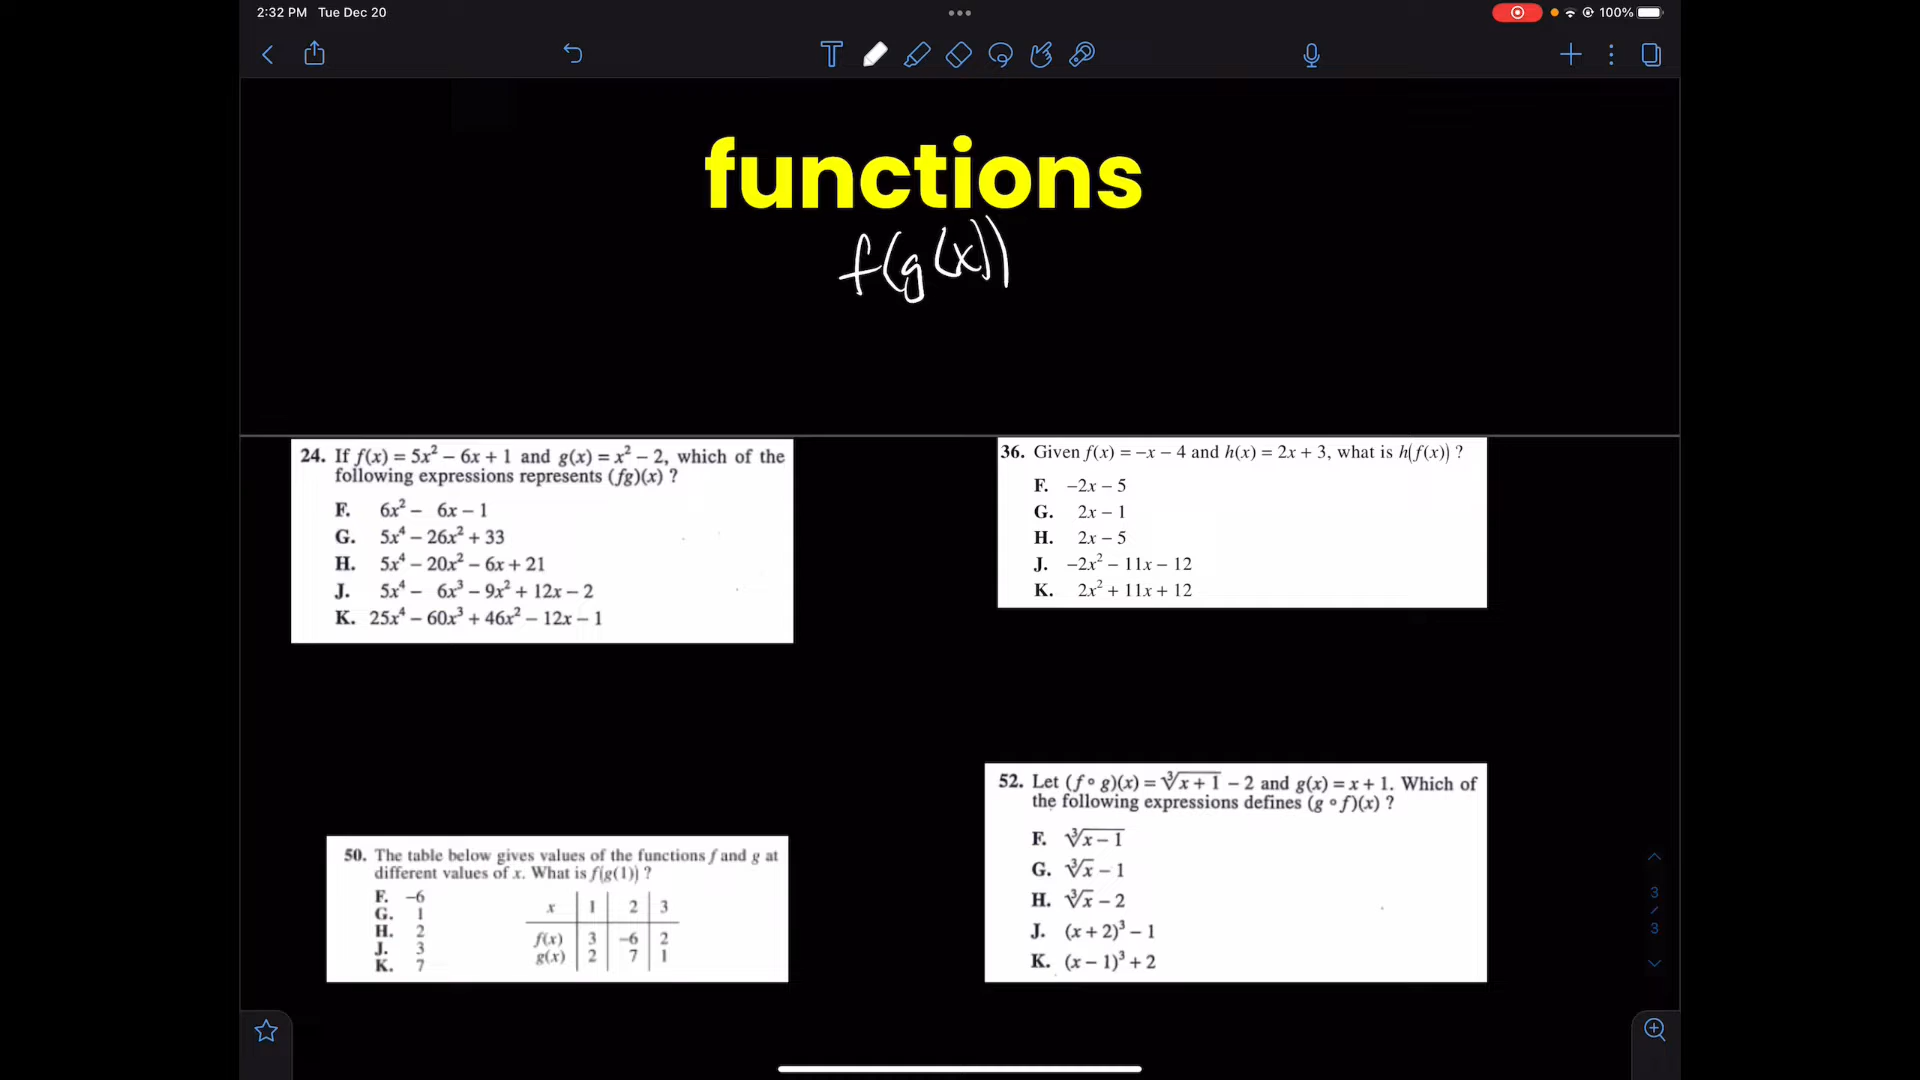 2:32 PM Tue Dec 20
100%
functions
f(g(x))
24. If f(x) = 5x² – 6x + 1 and g(x) = x² – 2, which of the
following expressions represents (fg)(x) ?
F. 6x² – 6x – 1
G. 5x⁴ – 26x² + 33
H. 5x⁴ – 20x² – 6x + 21
J. 5x⁴ – 6x³ – 9x² + 12x – 2
K. 25x⁴ – 60x³ + 46x² – 12x – 1
36. Given f(x) = –x – 4 and h(x) = 2x + 3, what is h(f(x)) ?
F. –2x – 5
G. 2x – 1
H. 2x – 5
J. –2x² – 11x – 12
K. 2x² + 11x + 12
50. The table below gives values of the functions f and g at
different values of x. What is f(g(1)) ?
F. –6
G. 1
H. 2
J. 3
K. 7
x 1 2 3
f(x) 3 –6 2
g(x) 2 7 1
52. Let (f ∘ g)(x) = ∛(x + 1) – 2 and g(x) = x + 1. Which of
the following expressions defines (g ∘ f)(x) ?
F. ∛(x – 1)
G. ∛x – 1
H. ∛x – 2
J. (x + 2)³ – 1
K. (x – 1)³ + 2
3
/
3